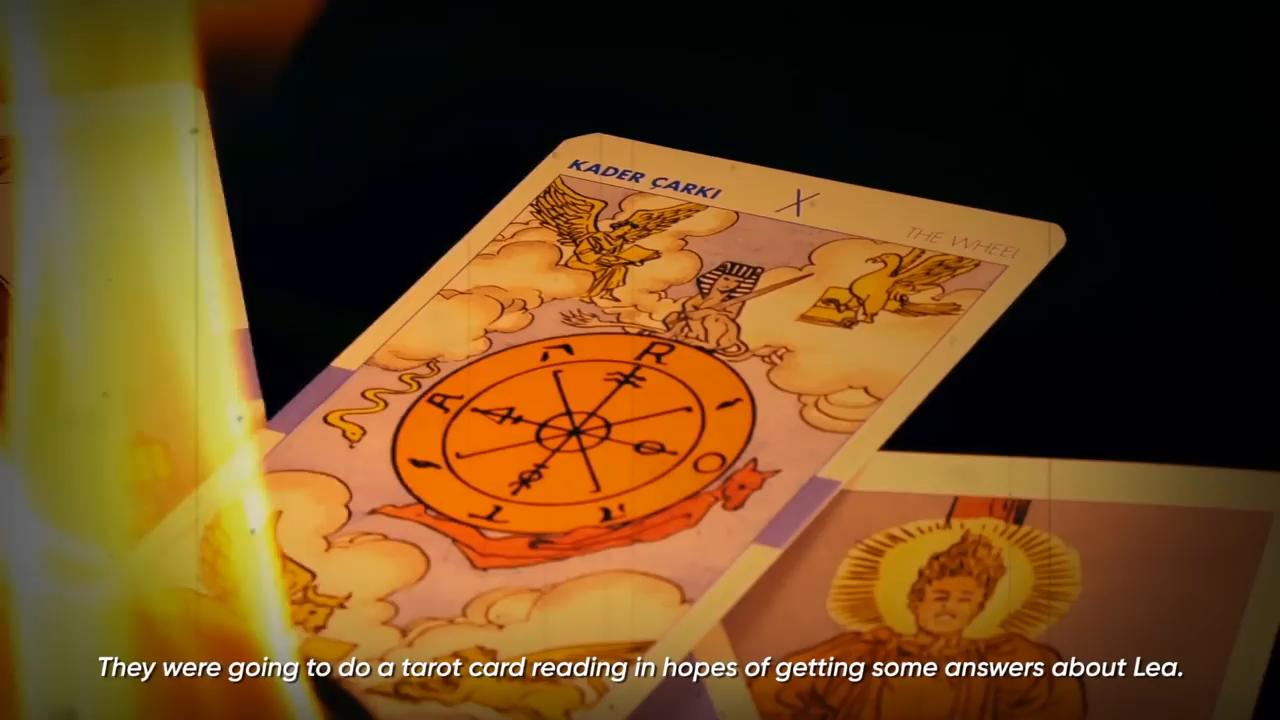 KADER ÇARKI
X
THE WHEEL
They were going to do a tarot card reading in hopes of getting some answers about Lea.